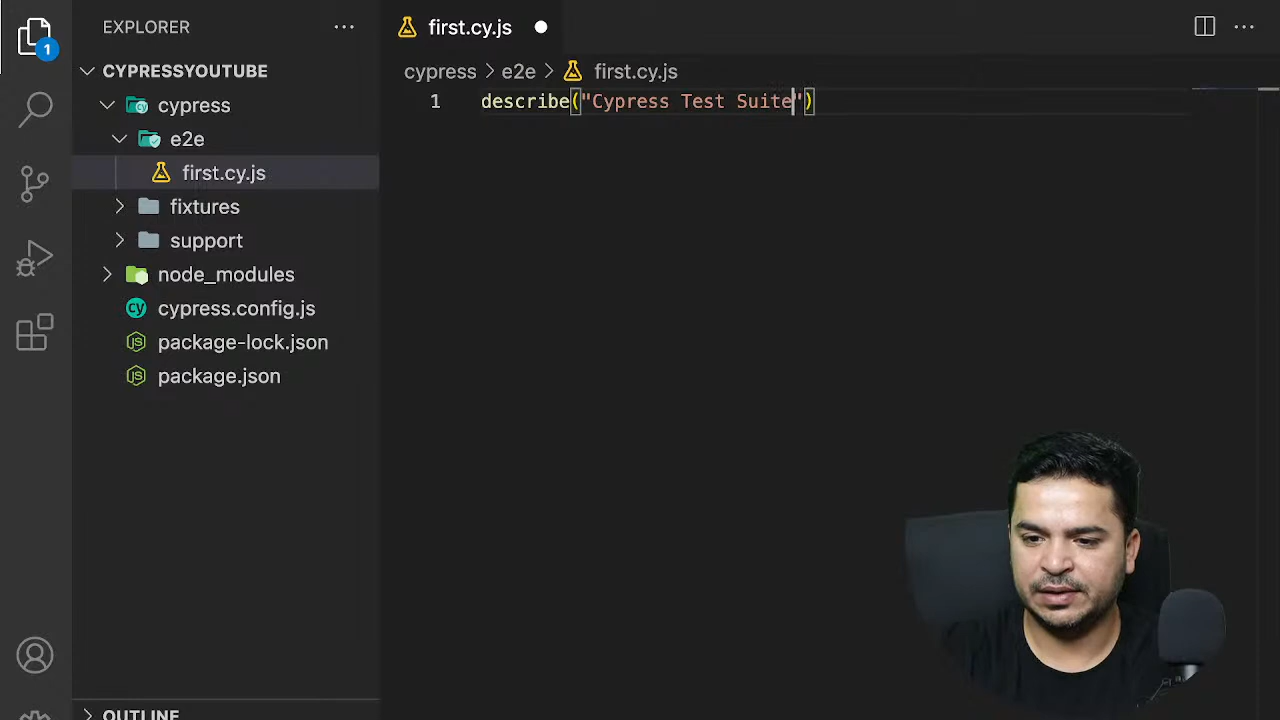 EXPLORER
first.cy.js
1
CYPRESSYOUTUBE
cypress > e2e > first.cy.js
cypress
1 describe("Cypress Test Suite")
e2e
first.cy.js
fixtures
support
node_modules
cypress.config.js
package-lock.json
package.json
OUTLINE